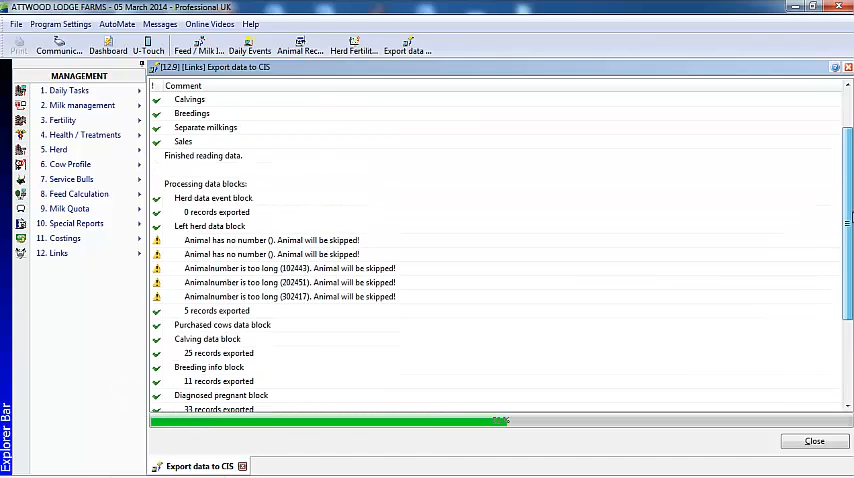 ATTWOOD LODGE FARMS - 05 March 2014 - Professional UK
File Program Settings AutoMate Messages Online Videos Help
Print Communic... Dashboard U-Touch Feed / Milk I... Daily Events Animal Rec... Herd Fertilit... Export data ...
MANAGEMENT
1. Daily Tasks
2. Milk management
3. Fertility
4. Health / Treatments
5. Herd
6. Cow Profile
7. Service Bulls
8. Feed Calculation
9. Milk Quota
10. Special Reports
11. Costings
12. Links
Explorer Bar
[12.9] [Links] Export data to CIS
! Comment
Calvings
Breedings
Separate milkings
Sales
Finished reading data.
Processing data blocks:
Herd data event block
0 records exported
Left herd data block
Animal has no number (). Animal will be skipped!
Animal has no number (). Animal will be skipped!
Animalnumber is too long (102443). Animal will be skipped!
Animalnumber is too long (202451). Animal will be skipped!
Animalnumber is too long (302417). Animal will be skipped!
5 records exported
Purchased cows data block
Calving data block
25 records exported
Breeding info block
11 records exported
Diagnosed pregnant block
33 records exported
Close
Export data to CIS